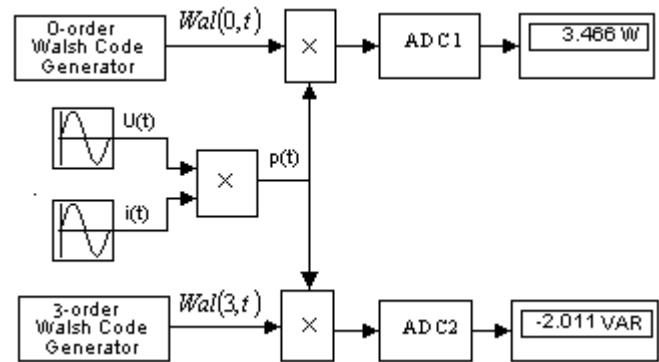 0-order
Walsh Code
Generator
Wal(0,t)
×
ADC1
3.466 W
U(t)
i(t)
×
p(t)
3-order
Walsh Code
Generator
Wal(3,t)
×
ADC2
-2.011 VAR